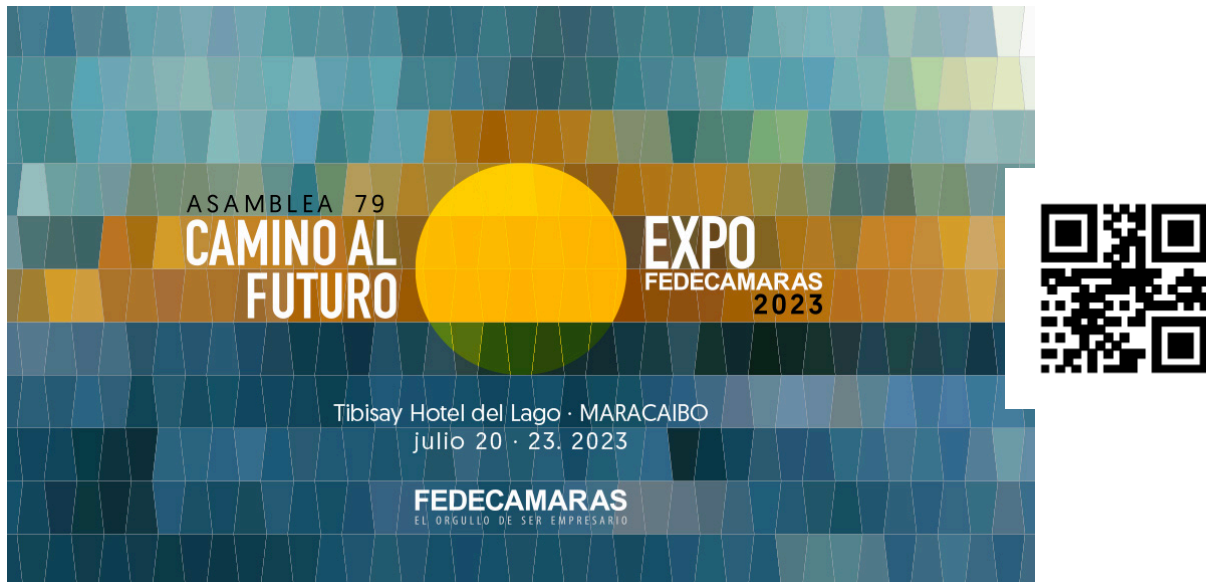 ASAMBLEA 79
CAMINO AL
FUTURO
EXPO
FEDECAMARAS
2023
Tibisay Hotel del Lago · MARACAIBO
julio 20 · 23. 2023
FEDECAMARAS
EL ORGULLO DE SER EMPRESARIO